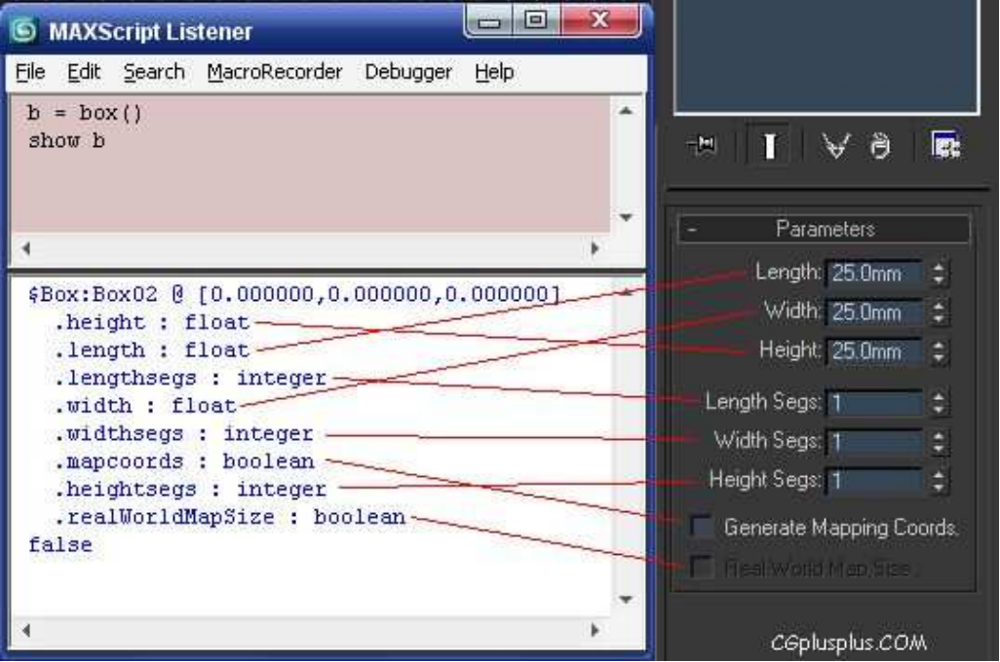 MAXScript Listener
File Edit Search MacroRecorder Debugger Help
b = box()
show b
$Box:Box02 @ [0.000000,0.000000,0.000000]
.height : float
.length : float
.lengthsegs : integer
.width : float
.widthsegs : integer
.mapcoords : boolean
.heightsegs : integer
.realWorldMapSize : boolean
false
- Parameters
Length: 25.0mm
Width: 25.0mm
Height: 25.0mm
Length Segs: 1
Width Segs: 1
Height Segs: 1
Generate Mapping Coords.
Real-World Map Size
CGplusplus.COM